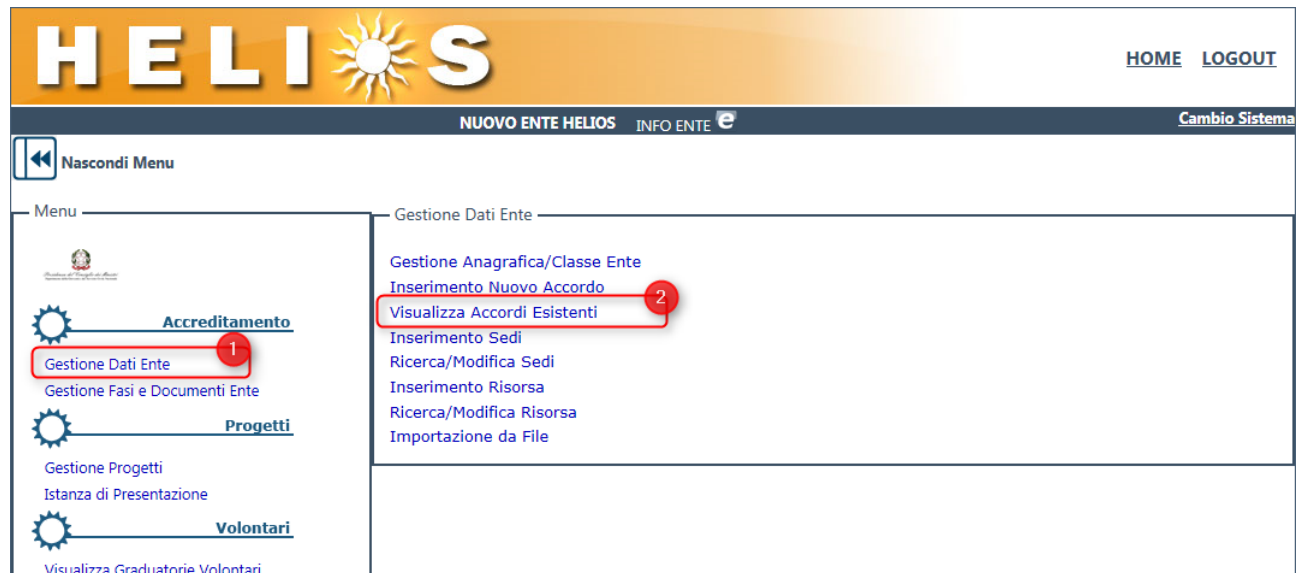 HELIOS
HOME LOGOUT
NUOVO ENTE HELIOS INFO ENTE e
Cambio Sistema
Nascondi Menu
Menu
Accreditamento
1
Gestione Dati Ente
Gestione Fasi e Documenti Ente
Progetti
Gestione Progetti
Istanza di Presentazione
Volontari
Visualizza Graduatorie Volontari
Gestione Dati Ente
Gestione Anagrafica/Classe Ente
Inserimento Nuovo Accordo
2
Visualizza Accordi Esistenti
Inserimento Sedi
Ricerca/Modifica Sedi
Inserimento Risorsa
Ricerca/Modifica Risorsa
Importazione da File